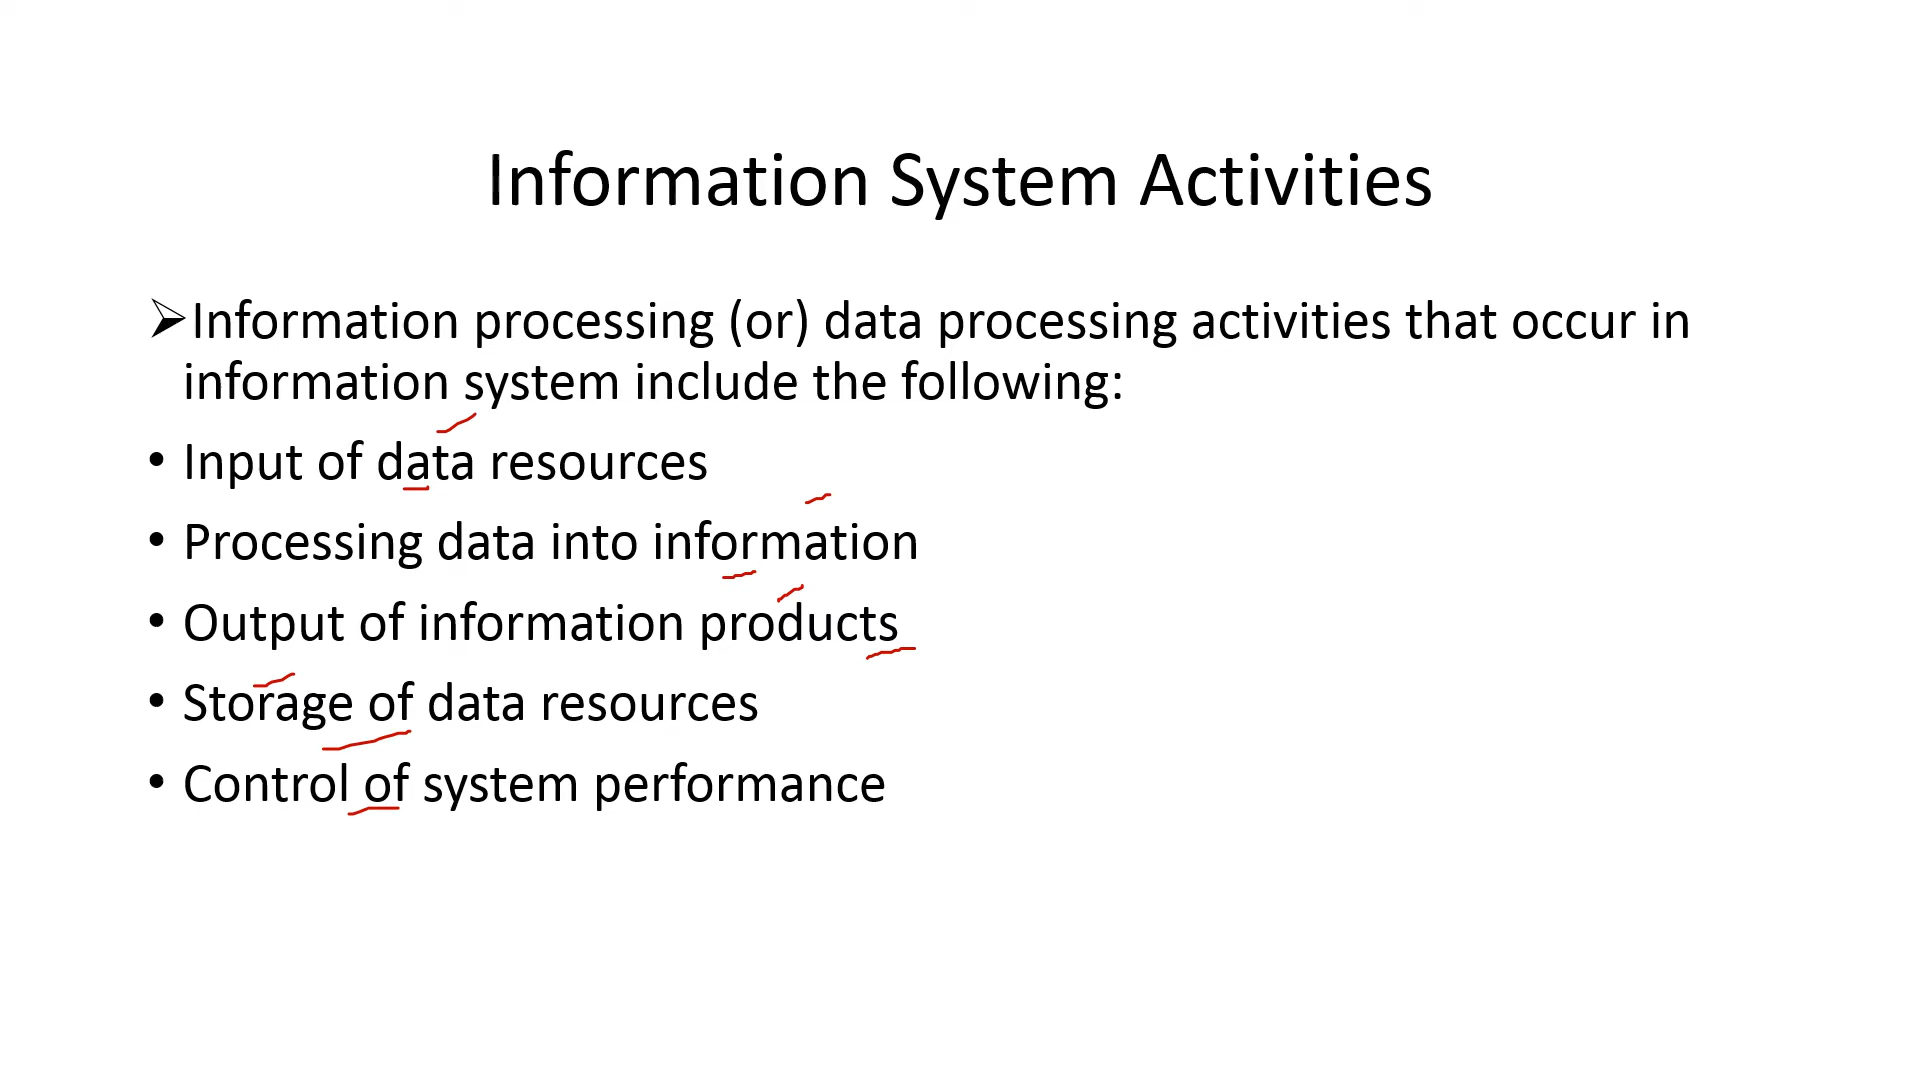 Information System Activities
➢Information processing (or) data processing activities that occur in
information system include the following:
• Input of data resources
• Processing data into information
• Output of information products
• Storage of data resources
• Control of system performance